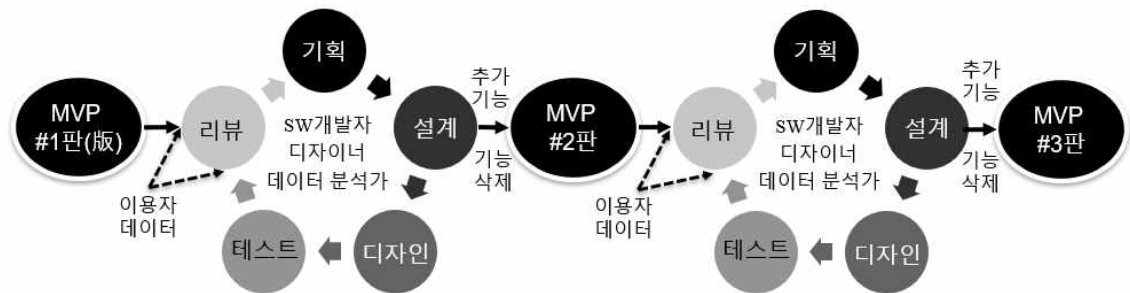 MVP
#1판(版)
리뷰
기획
설계
디자인
테스트
SW개발자
디자이너
데이터 분석가
이용자
데이터
추가
기능
기능
삭제
MVP
#2판
리뷰
기획
설계
디자인
테스트
SW개발자
디자이너
데이터 분석가
이용자
데이터
추가
기능
기능
삭제
MVP
#3판